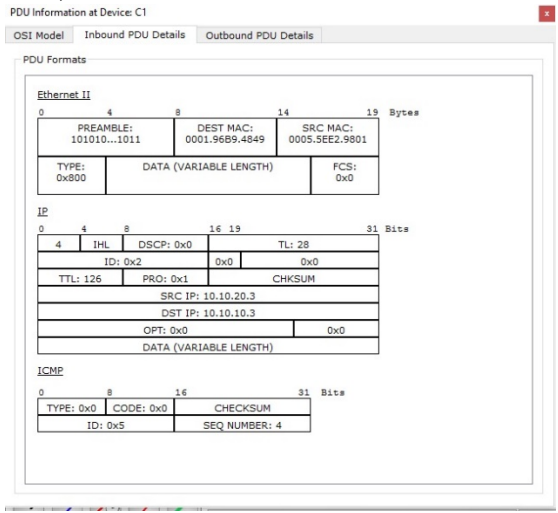 PDU Information at Device: C1
x
OSI Model Inbound PDU Details Outbound PDU Details
PDU Formats
Ethernet II
0 4 8 14 19 Bytes
PREAMBLE: DEST MAC: SRC MAC:
101010...1011 0001.96B9.4849 0005.5EE2.9801
TYPE: DATA (VARIABLE LENGTH) FCS:
0x800 0x0
IP
0 4 8 16 19 31 Bits
4 IHL DSCP: 0x0 TL: 28
ID: 0x2 0x0 0x0
TTL: 126 PRO: 0x1 CHKSUM
SRC IP: 10.10.20.3
DST IP: 10.10.10.3
OPT: 0x0 0x0
DATA (VARIABLE LENGTH)
ICMP
0 8 16 31 Bits
TYPE: 0x0 CODE: 0x0 CHECKSUM
ID: 0x5 SEQ NUMBER: 4